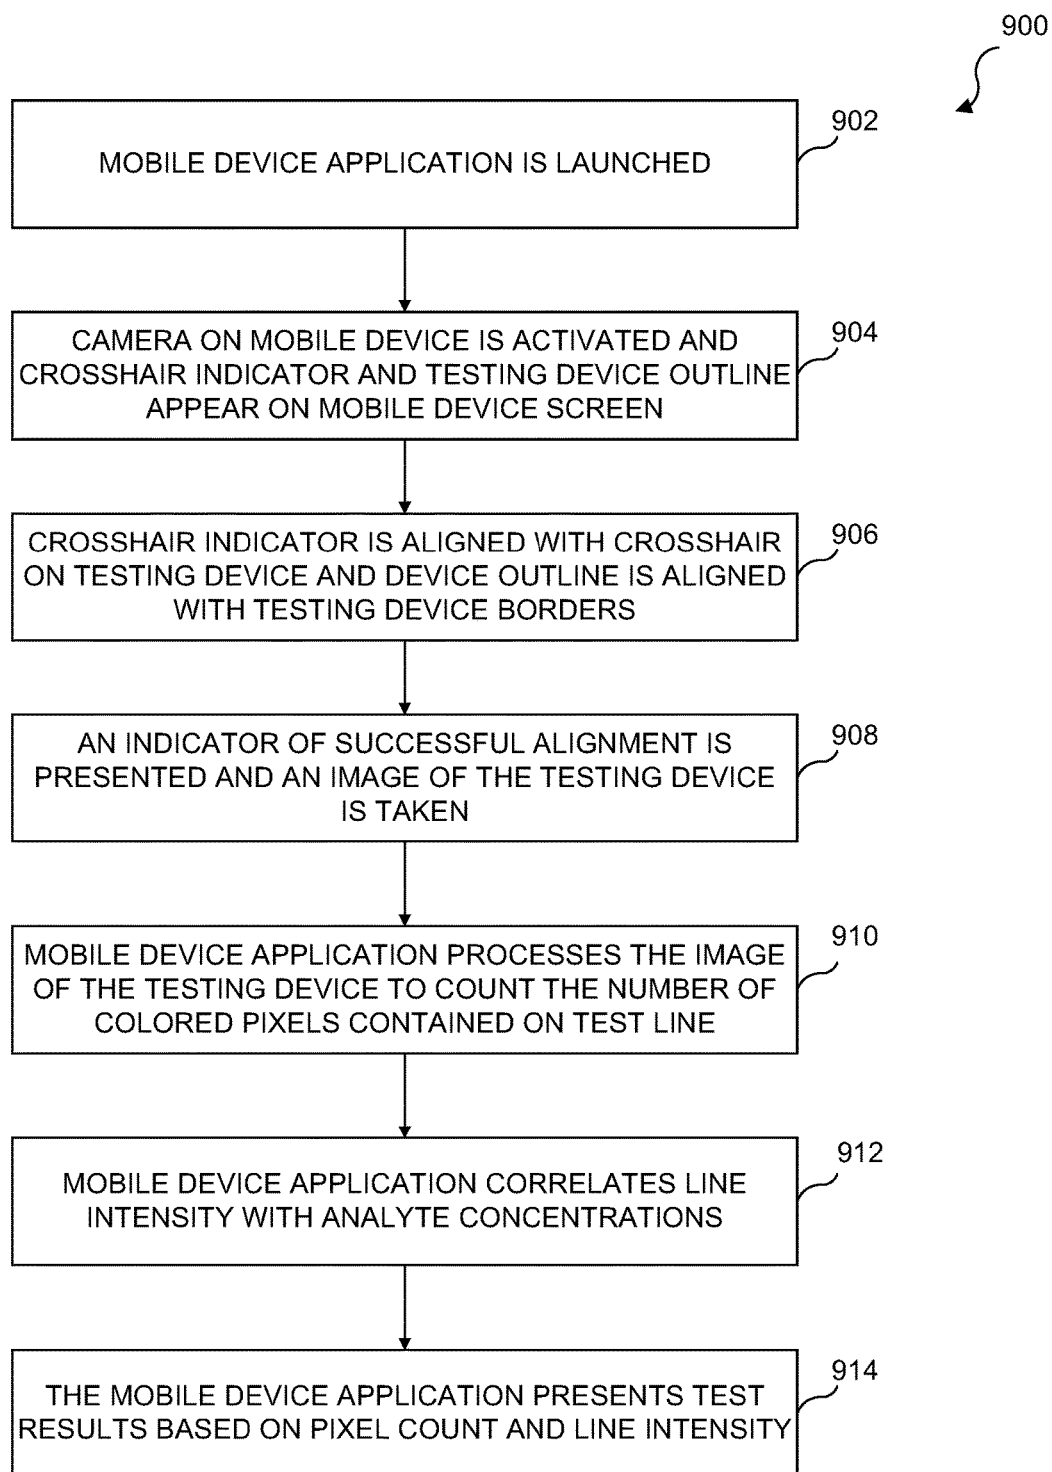 900
902
MOBILE DEVICE APPLICATION IS LAUNCHED
904
CAMERA ON MOBILE DEVICE IS ACTIVATED AND
CROSSHAIR INDICATOR AND TESTING DEVICE OUTLINE
APPEAR ON MOBILE DEVICE SCREEN
906
CROSSHAIR INDICATOR IS ALIGNED WITH CROSSHAIR
ON TESTING DEVICE AND DEVICE OUTLINE IS ALIGNED
WITH TESTING DEVICE BORDERS
908
AN INDICATOR OF SUCCESSFUL ALIGNMENT IS
PRESENTED AND AN IMAGE OF THE TESTING DEVICE
IS TAKEN
910
MOBILE DEVICE APPLICATION PROCESSES THE IMAGE
OF THE TESTING DEVICE TO COUNT THE NUMBER OF
COLORED PIXELS CONTAINED ON TEST LINE
912
MOBILE DEVICE APPLICATION CORRELATES LINE
INTENSITY WITH ANALYTE CONCENTRATIONS
914
THE MOBILE DEVICE APPLICATION PRESENTS TEST
RESULTS BASED ON PIXEL COUNT AND LINE INTENSITY